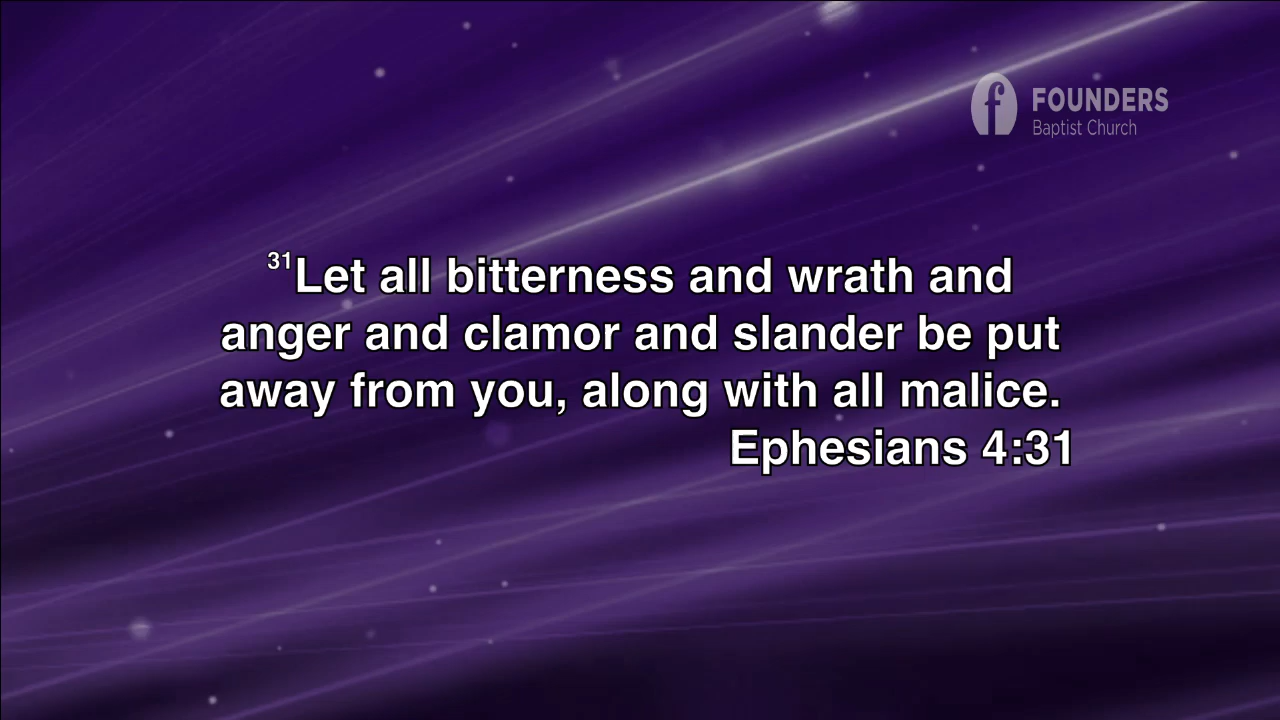 FOUNDERS
Baptist Church
31Let all bitterness and wrath and
anger and clamor and slander be put
away from you, along with all malice.
Ephesians 4:31